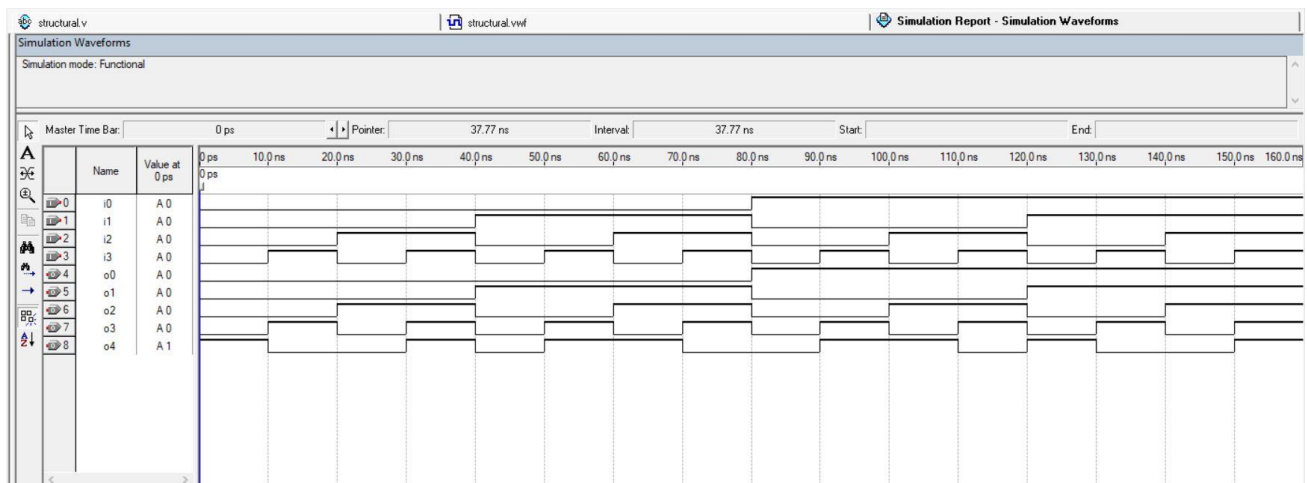 abc structural.v structural.vwf Simulation Report - Simulation Waveforms
Simulation Waveforms
Simulation mode: Functional
Master Time Bar: 0 ps Pointer: 37.77 ns Interval: 37.77 ns Start: End:
A Name Value at 0 ps
0 ps 10.0 ns 20.0 ns 30.0 ns 40.0 ns 50.0 ns 60.0 ns 70.0 ns 80.0 ns 90.0 ns 100.0 ns 110.0 ns 120.0 ns 130.0 ns 140.0 ns 150.0 ns 160.0 ns
0 ps
0 i0 A 0
1 i1 A 0
2 i2 A 0
3 i3 A 0
4 o0 A 0
5 o1 A 0
6 o2 A 0
7 o3 A 0
8 o4 A 1
A
Z